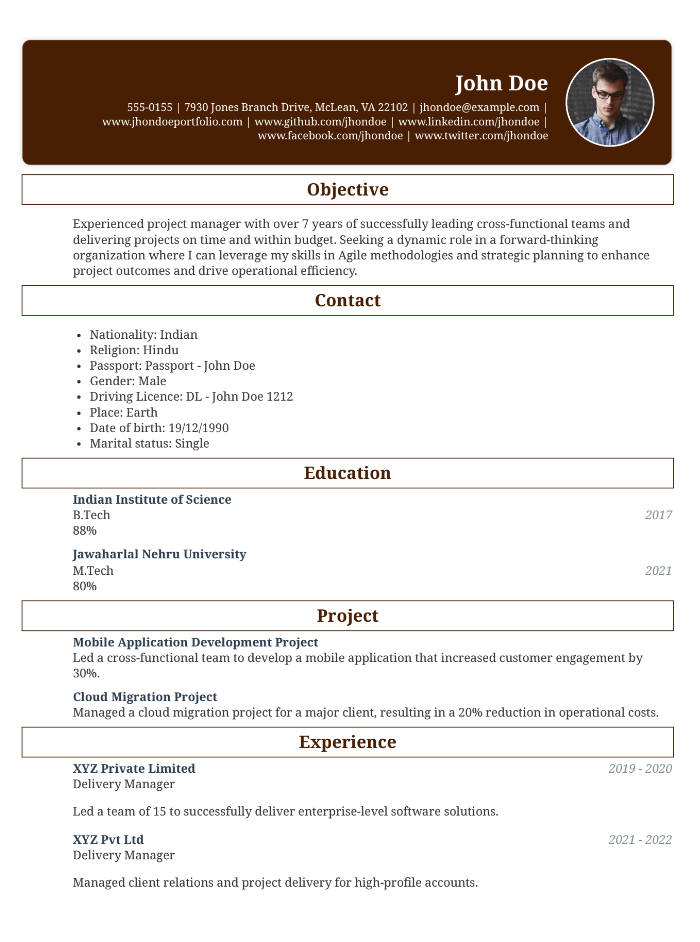 John Doe
555-0155 | 7930 Jones Branch Drive, McLean, VA 22102 | jhondoe@example.com |
www.jhondoeportfolio.com | www.github.com/jhondoe | www.linkedin.com/jhondoe |
www.facebook.com/jhondoe | www.twitter.com/jhondoe
Objective
Experienced project manager with over 7 years of successfully leading cross-functional teams and
delivering projects on time and within budget. Seeking a dynamic role in a forward-thinking
organization where I can leverage my skills in Agile methodologies and strategic planning to enhance
project outcomes and drive operational efficiency.
Contact
• Nationality: Indian
• Religion: Hindu
• Passport: Passport - John Doe
• Gender: Male
• Driving Licence: DL - John Doe 1212
• Place: Earth
• Date of birth: 19/12/1990
• Marital status: Single
Education
Indian Institute of Science
B.Tech 2017
88%
Jawaharlal Nehru University
M.Tech 2021
80%
Project
Mobile Application Development Project
Led a cross-functional team to develop a mobile application that increased customer engagement by
30%.
Cloud Migration Project
Managed a cloud migration project for a major client, resulting in a 20% reduction in operational costs.
Experience
XYZ Private Limited 2019 - 2020
Delivery Manager
Led a team of 15 to successfully deliver enterprise-level software solutions.
XYZ Pvt Ltd 2021 - 2022
Delivery Manager
Managed client relations and project delivery for high-profile accounts.